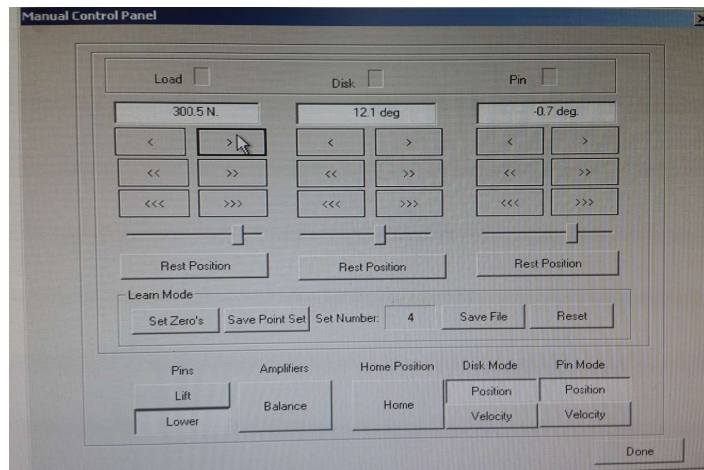 Manual Control Panel
Load Disk Pin
300.5 N. 12.1 deg -0.7 deg.
< > < > < >
<< >> << >> << >>
<<< >>> <<< >>> <<< >>>
Rest Position Rest Position Rest Position
Learn Mode
Set Zero's Save Point Set Set Number: 4 Save File Reset
Pins Amplifiers Home Position Disk Mode Pin Mode
Lift Balance Home Position Position
Lower Velocity Velocity
Done